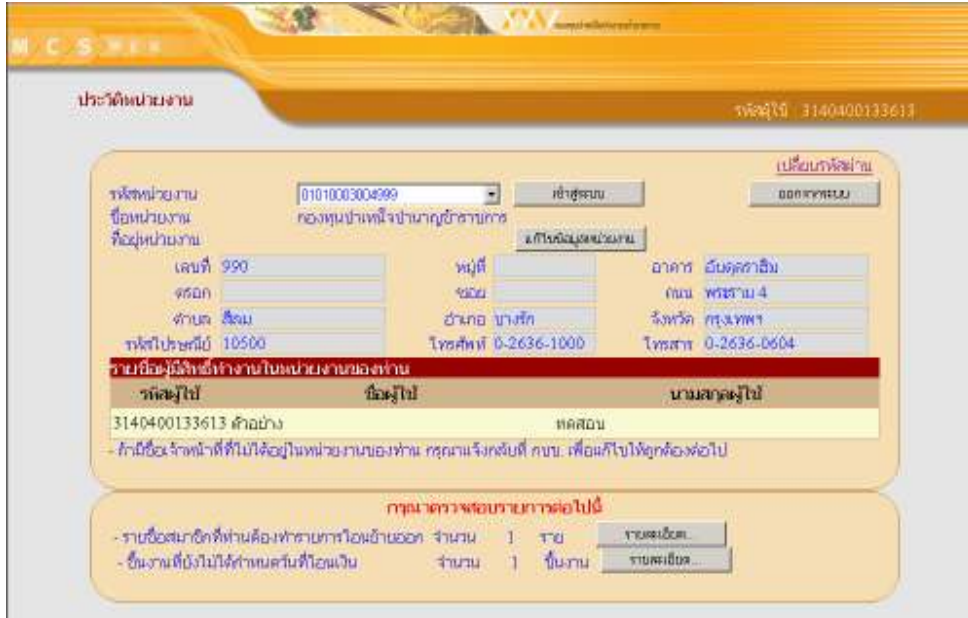 MCS WEB
ประวัติหน่วยงาน
รหัสผู้ใช้ : 3140400133613
เปลี่ยนรหัสผ่าน
รหัสหน่วยงาน 01010003004999 เข้าสู่ระบบ ออกจากระบบ
ชื่อหน่วยงาน กองทุนบำเหน็จบำนาญข้าราชการ
ที่อยู่หน่วยงาน แก้ไขข้อมูลหน่วยงาน
เลขที่ 990 หมู่ที่ อาคาร อับดุลราฮิม
ตรอก ซอย ถนน พระราม 4
ตำบล สีลม อำเภอ บางรัก จังหวัด กรุงเทพฯ
รหัสไปรษณีย์ 10500 โทรศัพท์ 0-2636-1000 โทรสาร 0-2636-0604
รายชื่อผู้มีสิทธิ์ทำงานในหน่วยงานของท่าน
รหัสผู้ใช้ ชื่อผู้ใช้ นามสกุลผู้ใช้
3140400133613 ตัวอย่าง ทดสอบ
- ถ้ามีชื่อเจ้าหน้าที่ที่ไม่ได้อยู่ในหน่วยงานของท่าน กรุณาแจ้งกลับที่ กบข. เพื่อแก้ไขให้ถูกต้องต่อไป
กรุณาตรวจสอบรายการต่อไปนี้
- รายชื่อสมาชิกที่ท่านต้องทำรายการโอนย้ายออก จำนวน 1 ราย รายละเอียด...
- ชิ้นงานที่ยังไม่ได้กำหนดวันที่โอนเงิน จำนวน 1 ชิ้นงาน รายละเอียด...